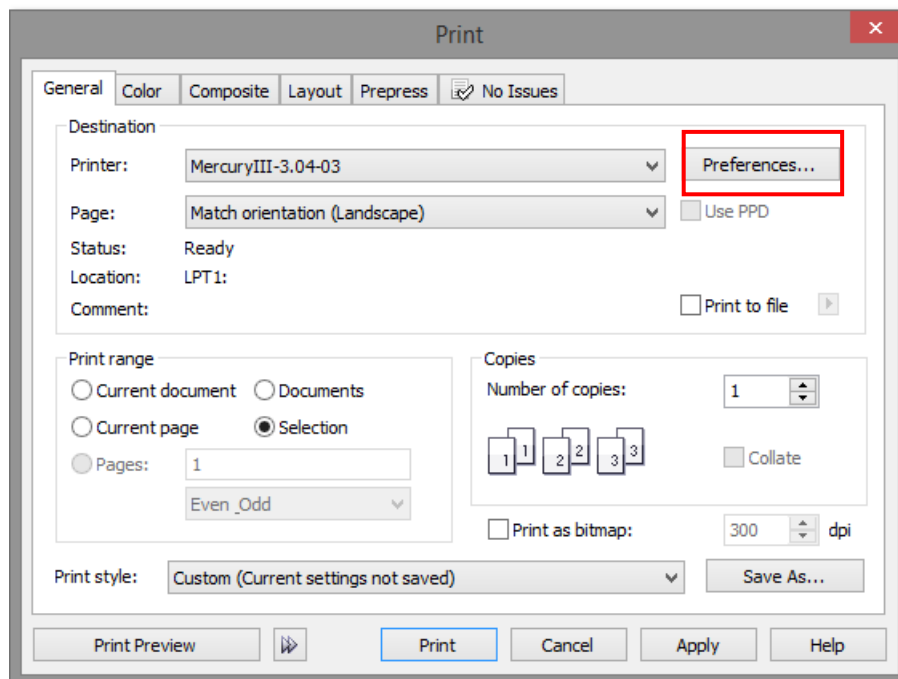 Print
General Color Composite Layout Prepress No Issues
Destination
Printer: MercuryIII-3.04-03 Preferences...
Page: Match orientation (Landscape) Use PPD
Status: Ready
Location: LPT1:
Comment: Print to file
Print range
Current document Documents
Current page Selection
Pages: 1
Even _Odd
Copies
Number of copies: 1
1 1 2 2 3 3
Collate
Print as bitmap: 300 dpi
Print style: Custom (Current settings not saved) Save As...
Print Preview Print Cancel Apply Help